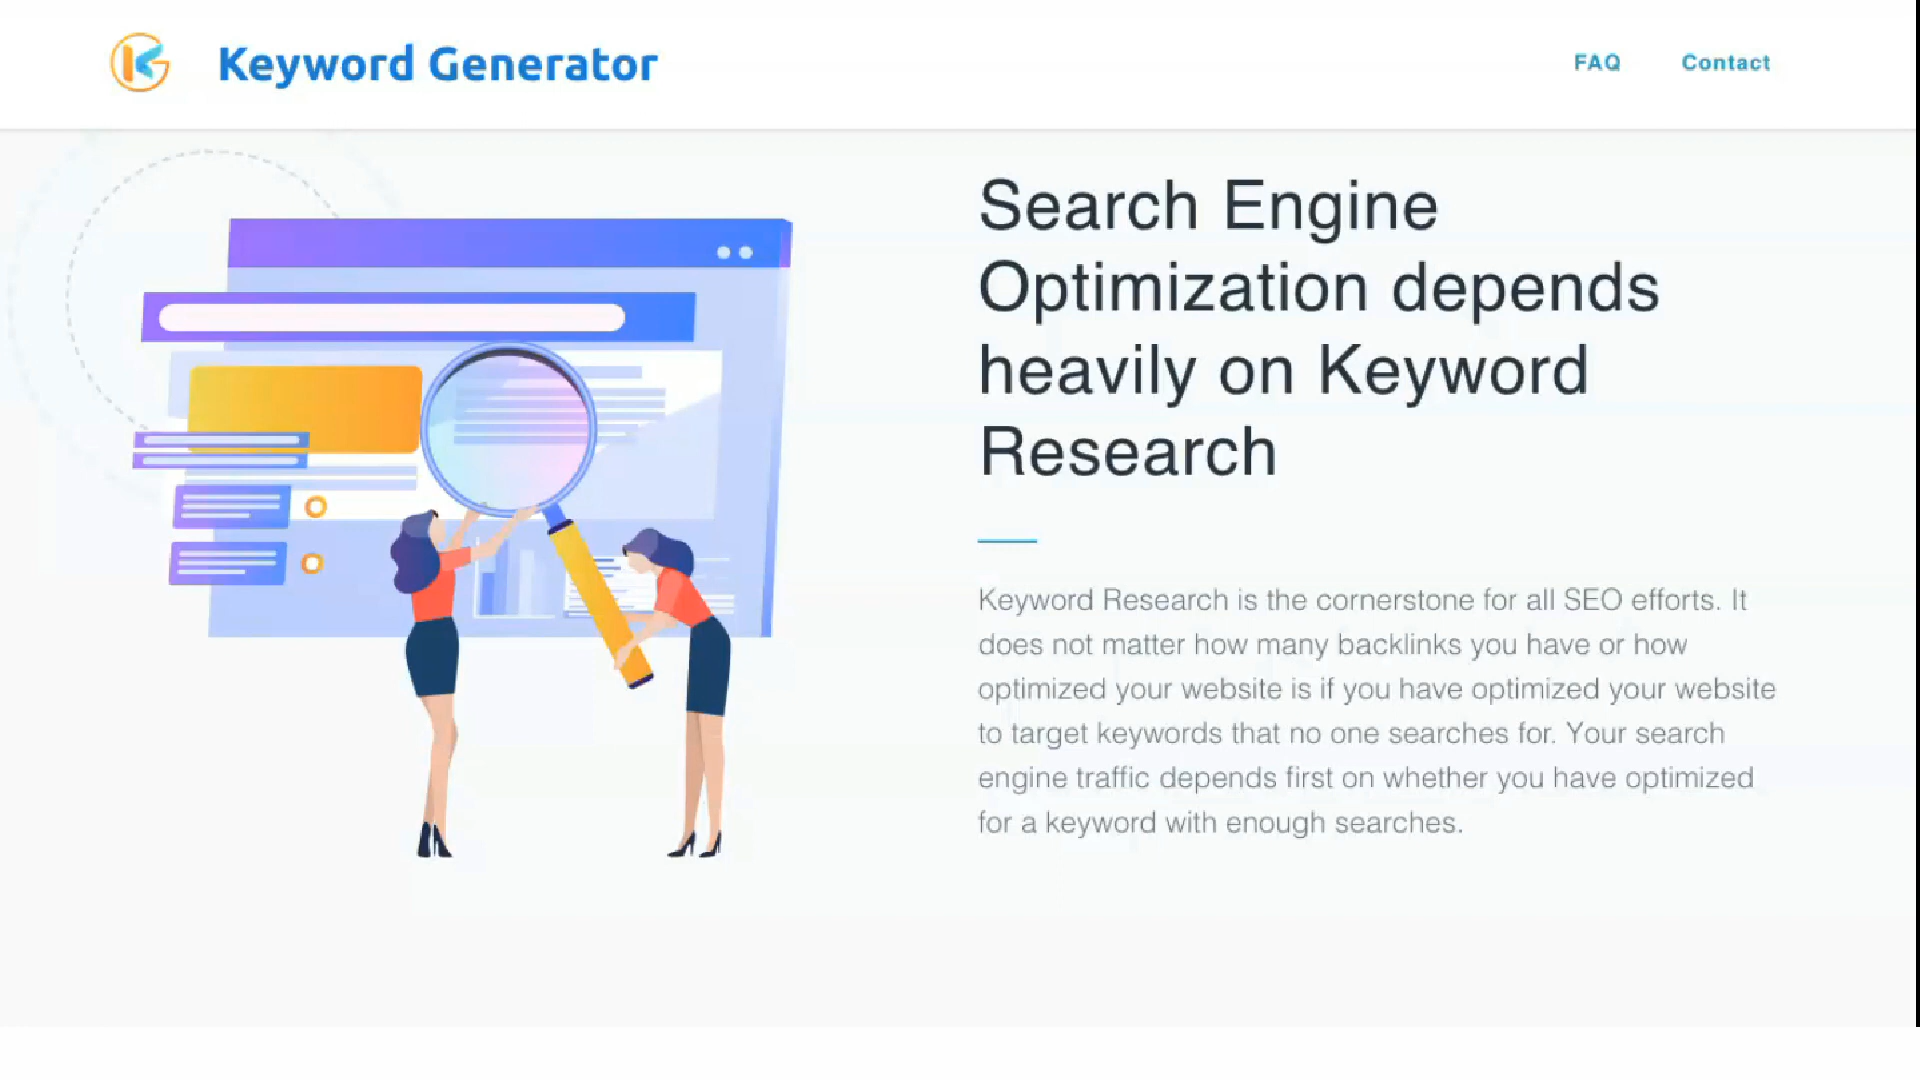 Keyword Generator
FAQ
Contact
Search Engine
Optimization depends
heavily on Keyword
Research
Keyword Research is the cornerstone for all SEO efforts. It
does not matter how many backlinks you have or how
optimized your website is if you have optimized your website
to target keywords that no one searches for. Your search
engine traffic depends first on whether you have optimized
for a keyword with enough searches.